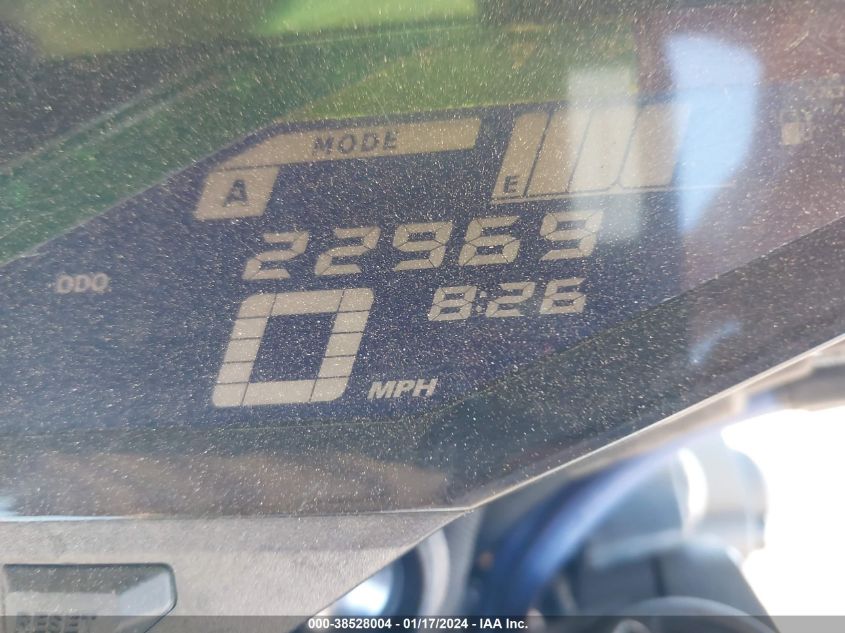 MODE
A
E
ODO 22969
8:26
0 MPH
RESET
000-38528004 | 01/17/2024 | IAA, Inc.